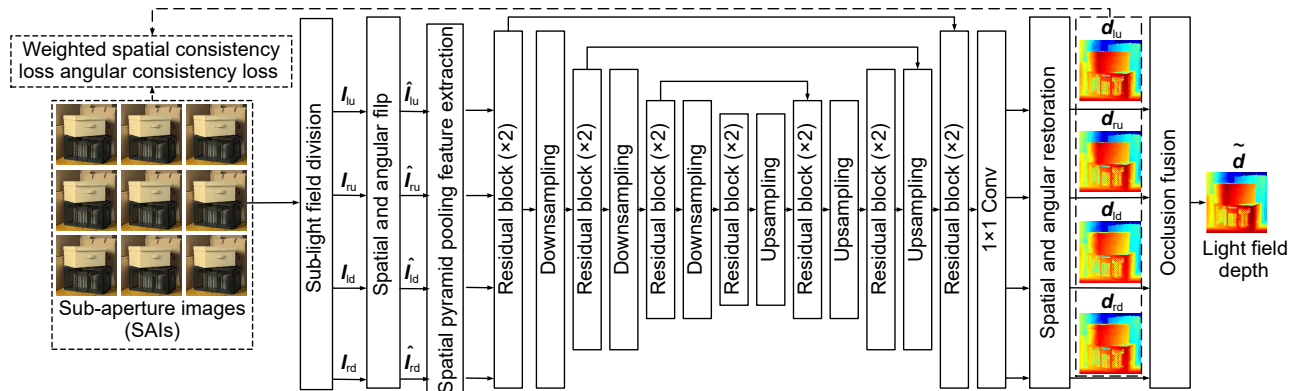 Weighted spatial consistency
loss angular consistency loss
Sub-aperture images
(SAIs)
Sub-light field division
I_lu
I_ru
I_ld
I_rd
Spatial and angular filp
Î_lu
Î_ru
Î_ld
Î_rd
Spatial pyramid pooling feature extraction
Residual block (×2)
Downsampling
Residual block (×2)
Downsampling
Residual block (×2)
Downsampling
Residual block (×2)
Upsampling
Residual block (×2)
Upsampling
Residual block (×2)
Upsampling
Residual block (×2)
1×1 Conv
Spatial and angular restoration
d_lu
d_ru
d_ld
d_rd
Occlusion fusion
d̃
Light field
depth